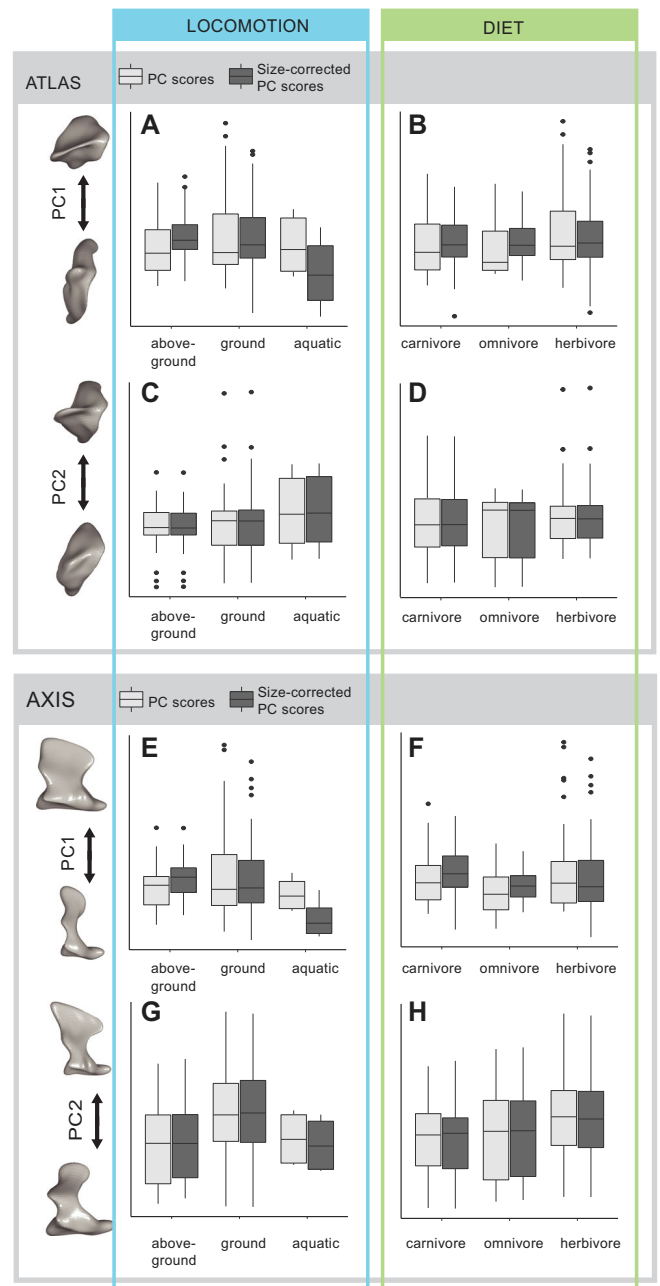 LOCOMOTION
DIET
ATLAS
PC scores
Size-corrected
PC scores
PC1
A
above-
ground
ground
aquatic
B
carnivore
omnivore
herbivore
PC2
C
above-
ground
ground
aquatic
D
carnivore
omnivore
herbivore
AXIS
PC scores
Size-corrected
PC scores
PC1
E
above-
ground
ground
aquatic
F
carnivore
omnivore
herbivore
PC2
G
above-
ground
ground
aquatic
H
carnivore
omnivore
herbivore